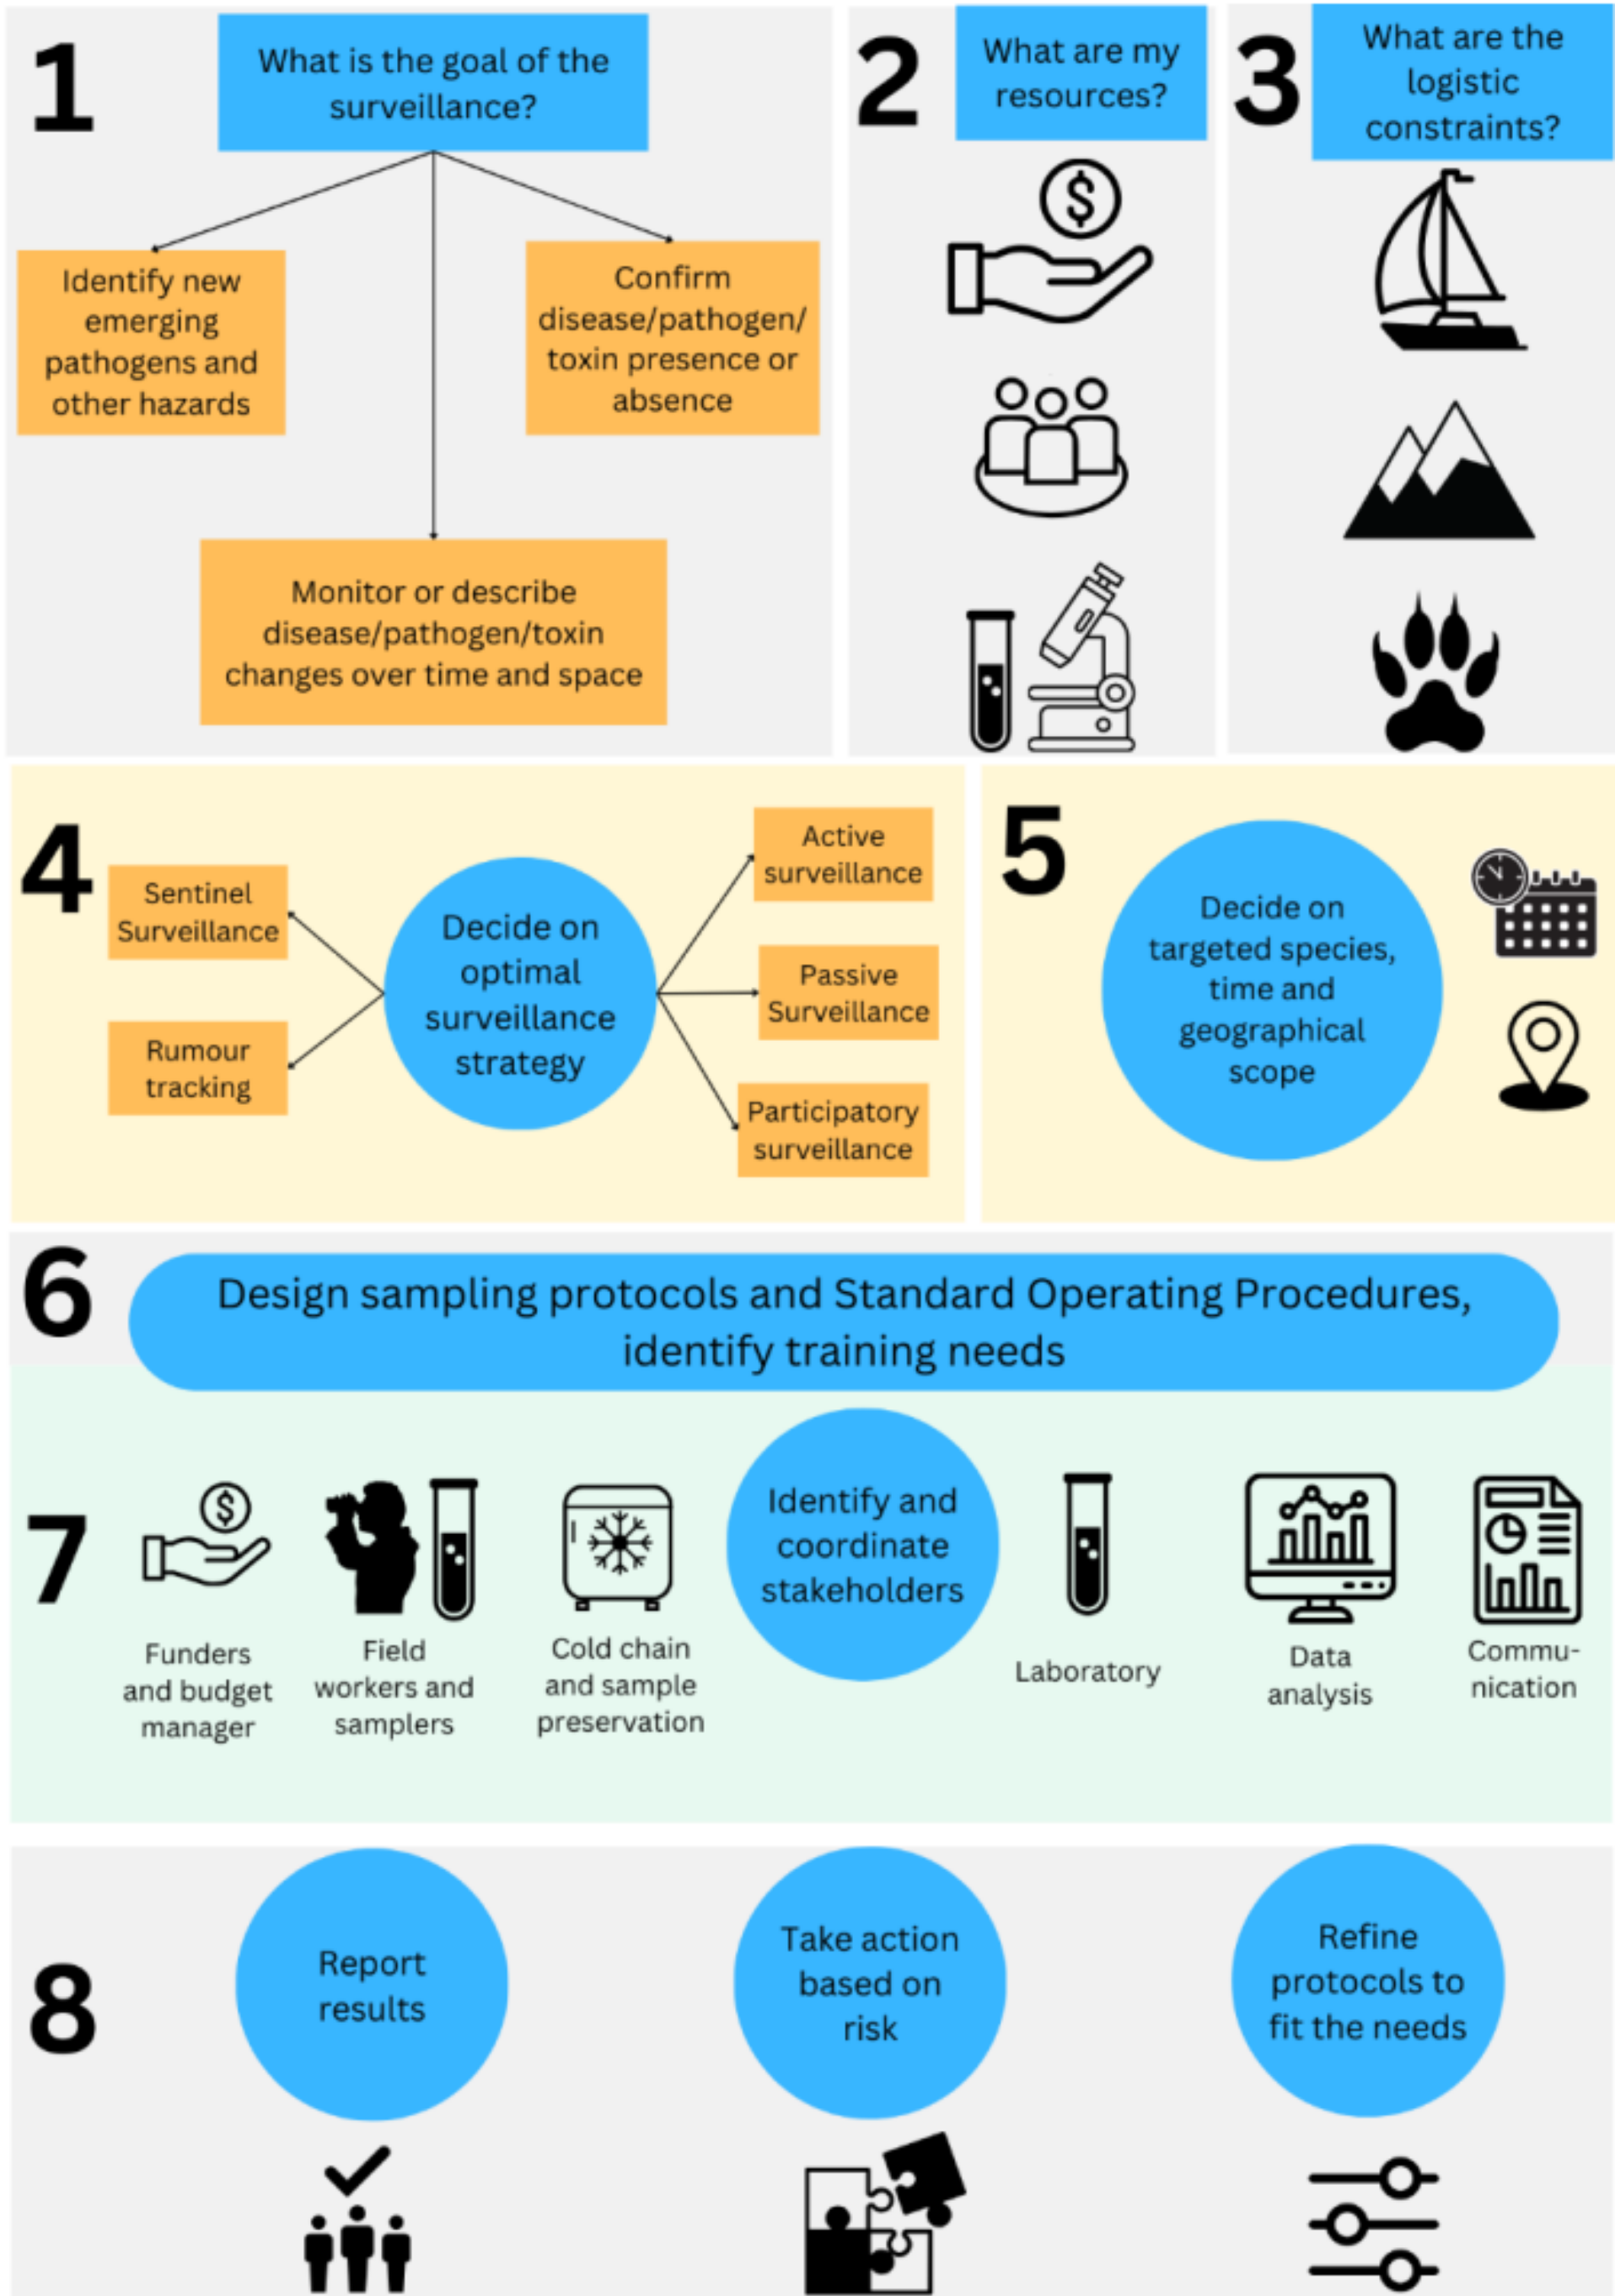 1
What is the goal of the
surveillance?
Identify new
emerging
pathogens and
other hazards
Confirm
disease/pathogen/
toxin presence or
absence
Monitor or describe
disease/pathogen/toxin
changes over time and space
2
What are my
resources?
$
3
What are the
logistic
constraints?
4
Sentinel
Surveillance
Rumour
tracking
Decide on
optimal
surveillance
strategy
Active
surveillance
Passive
Surveillance
Participatory
surveillance
5
Decide on
targeted species,
time and
geographical
scope
6
Design sampling protocols and Standard Operating Procedures,
identify training needs
7
$
Funders
and budget
manager
Field
workers and
samplers
Cold chain
and sample
preservation
Identify and
coordinate
stakeholders
Laboratory
Data
analysis
Commu-
nication
8
Report
results
Take action
based on
risk
Refine
protocols to
fit the needs